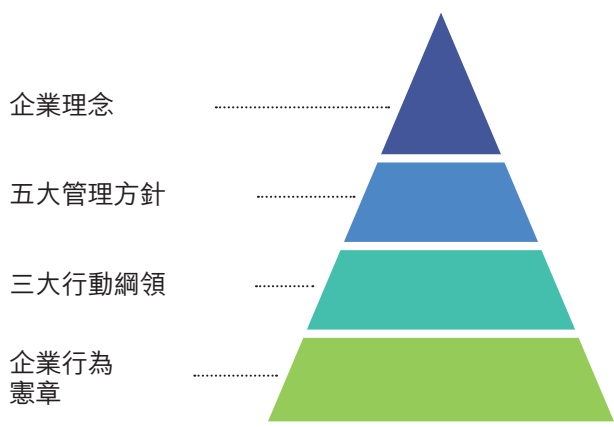 企業理念
五大管理方針
三大行動綱領
企業行為
憲章